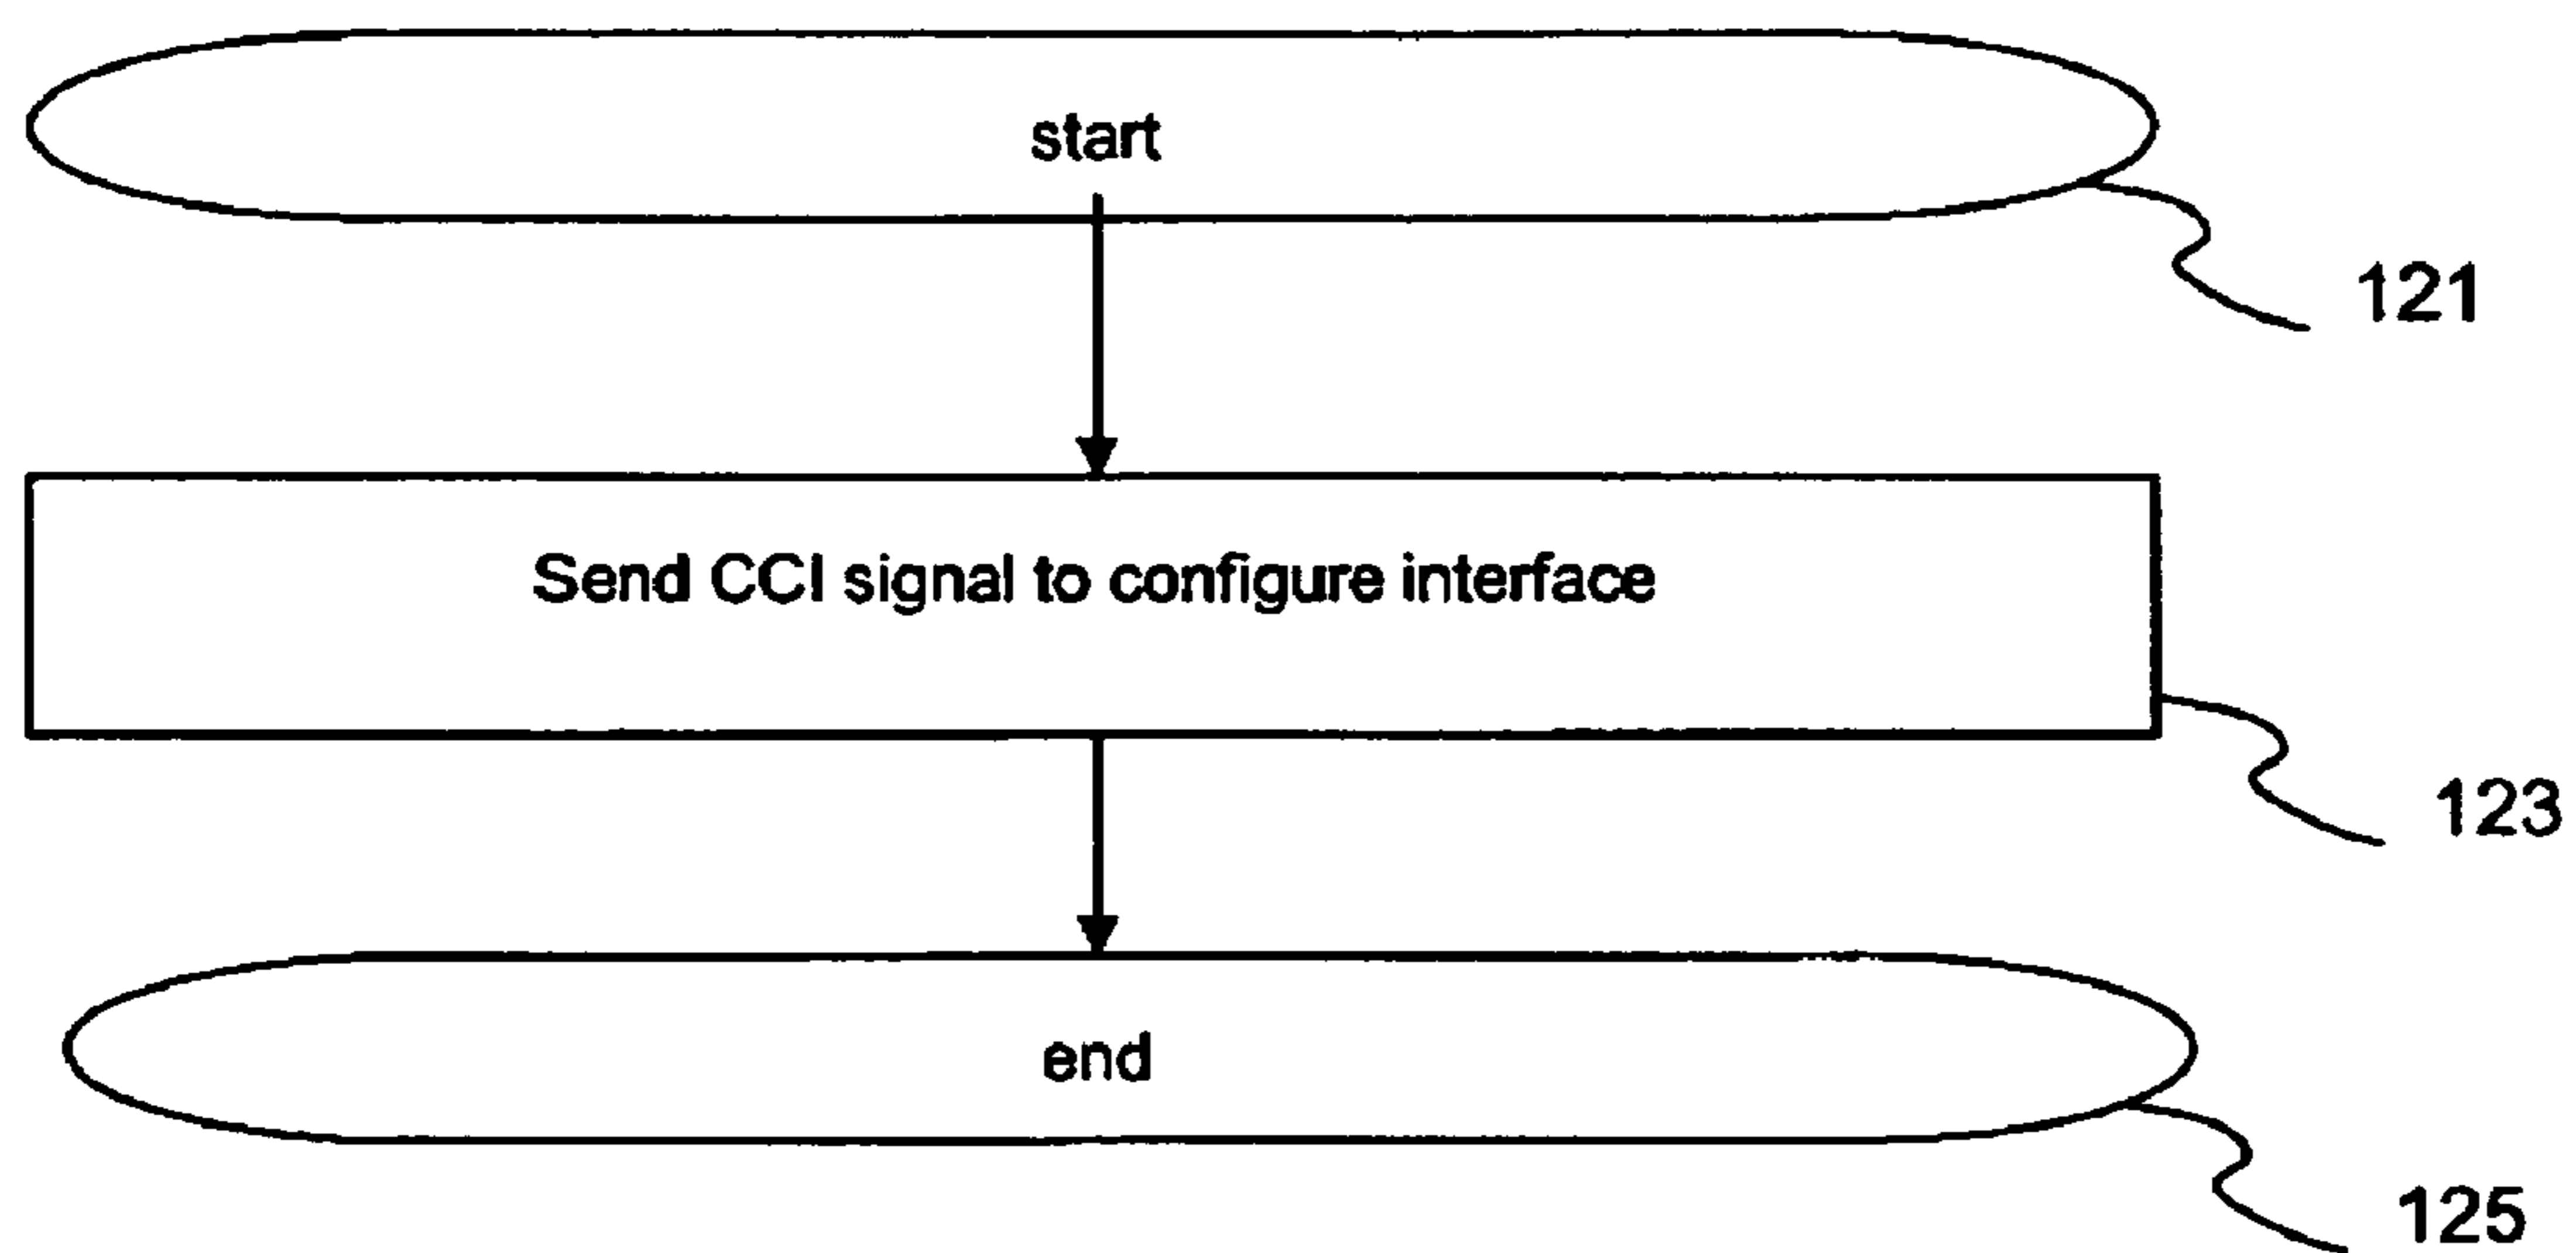 start
121
Send CCI signal to configure interface
123
end
125